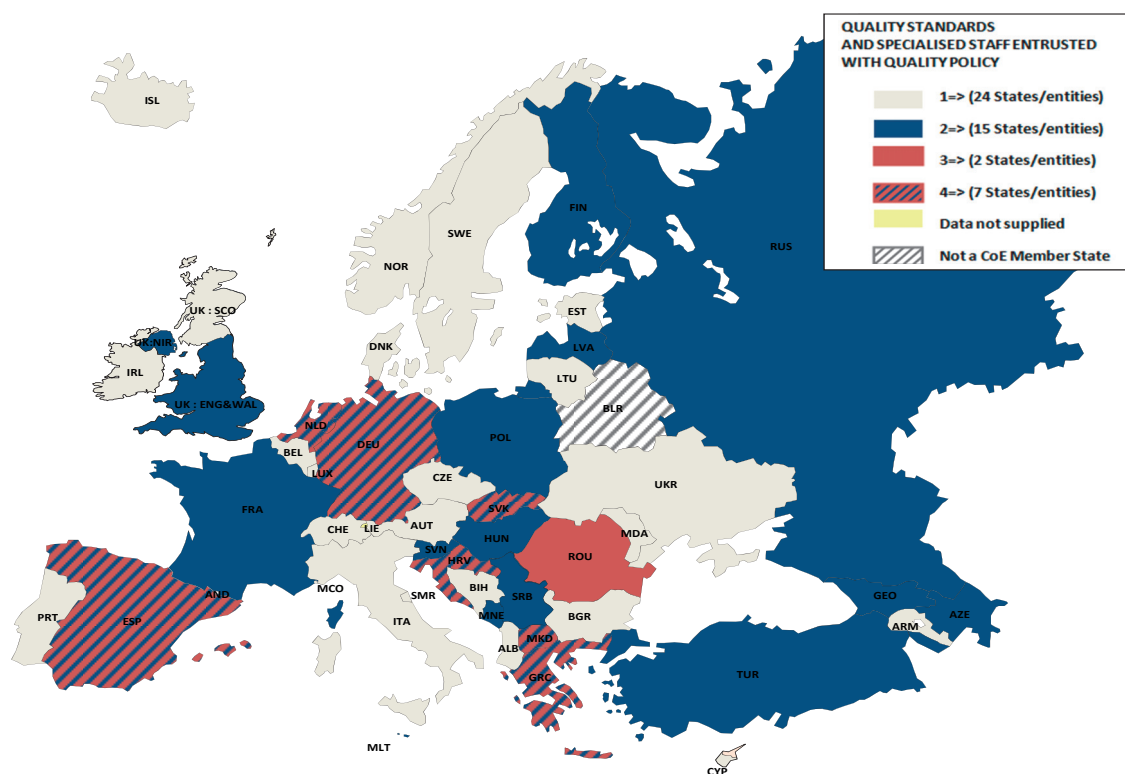 QUALITY STANDARDS
AND SPECIALISED STAFF ENTRUSTED
WITH QUALITY POLICY
1=> (24 States/entities)
2=> (15 States/entities)
3=> (2 States/entities)
4=> (7 States/entities)
Data not supplied
Not a CoE Member State
ISL
FIN
SWE
RUS
NOR
UK : SCO
EST
UK:NIR
DNK
LVA
IRL
LTU
UK : ENG&WAL
BLR
NLD
DEU
POL
BEL
LUX
CZE
UKR
FRA
SVK
CHE
LIE
AUT
MDA
HUN
SVN
ROU
HRV
MCO
BIH
AND
SMR
SRB
GEO
PRT
ESP
ITA
MNE
BGR
AZE
ARM
MKD
ALB
GRC
TUR
MLT
CYP